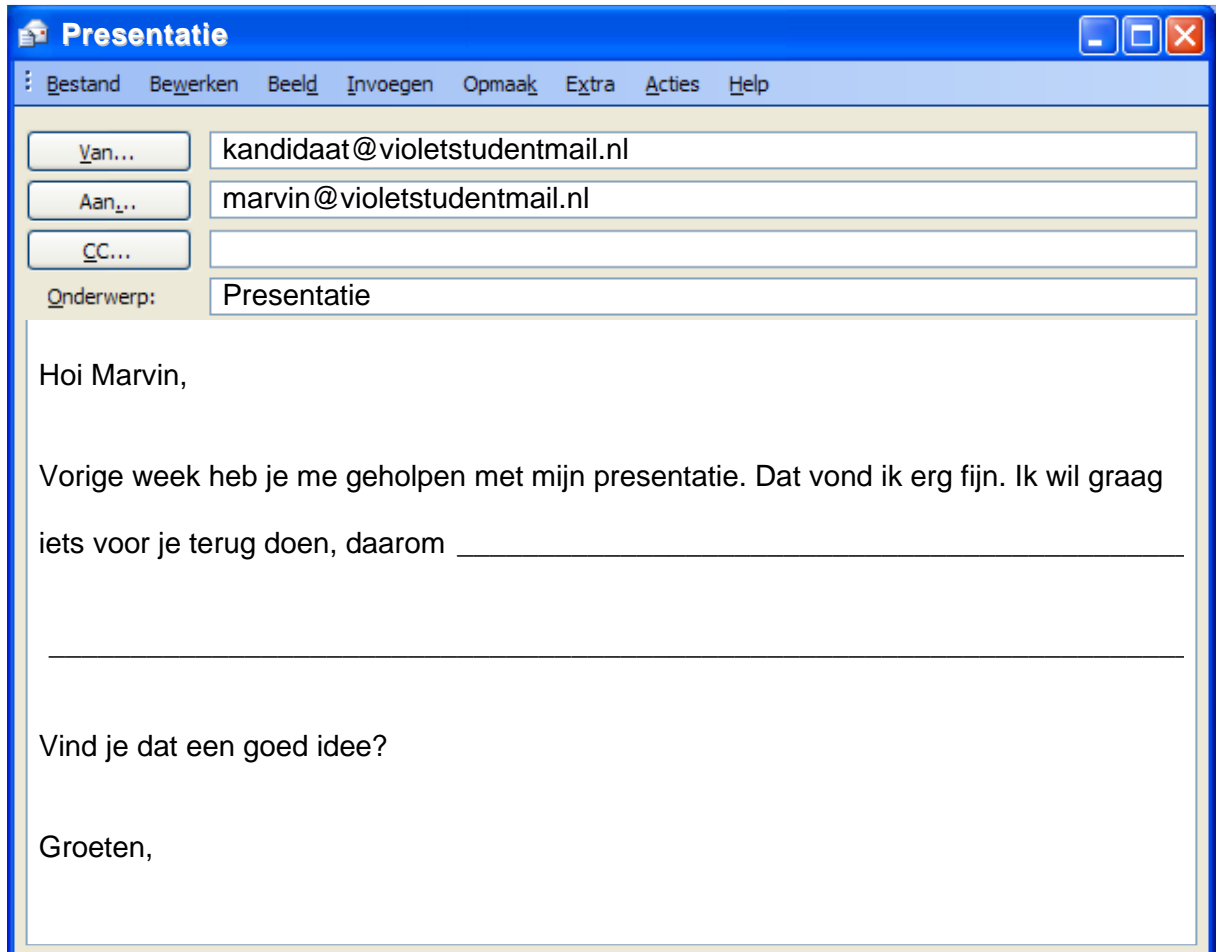 Presentatie
Bestand Bewerken Beeld Invoegen Opmaak Extra Acties Help
Van... kandidaat@violetstudentmail.nl
Aan... marvin@violetstudentmail.nl
CC...
Onderwerp: Presentatie
Hoi Marvin,
Vorige week heb je me geholpen met mijn presentatie. Dat vond ik erg fijn. Ik wil graag
iets voor je terug doen, daarom
Vind je dat een goed idee?
Groeten,